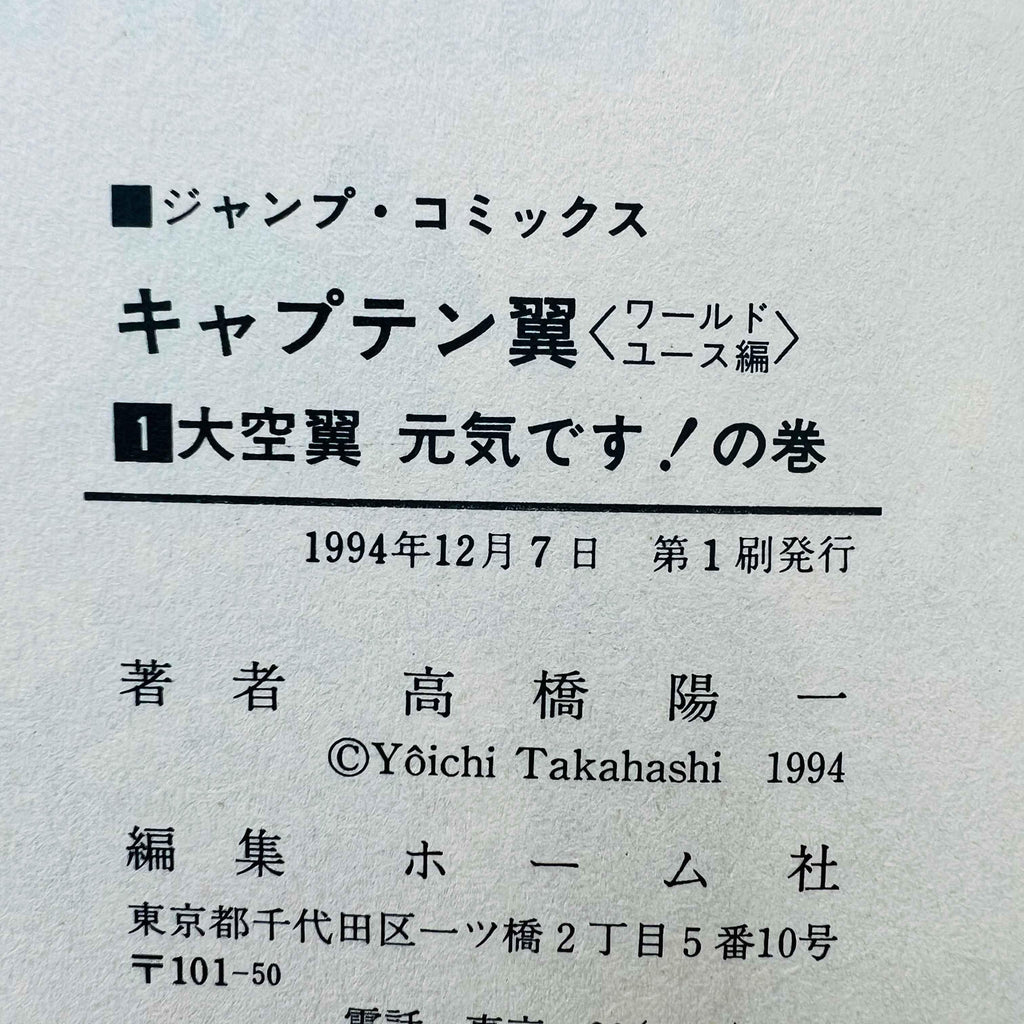 ■ジャンプ・コミックス
キャプテン翼〈ワールドユース編〉
1大空翼 元気です!の巻
1994年12月7日 第1刷発行
著者 高橋陽一
©Yôichi Takahashi 1994
編集 ホーム社
東京都千代田区一ツ橋2丁目5番10号
〒101-50
電話 東京